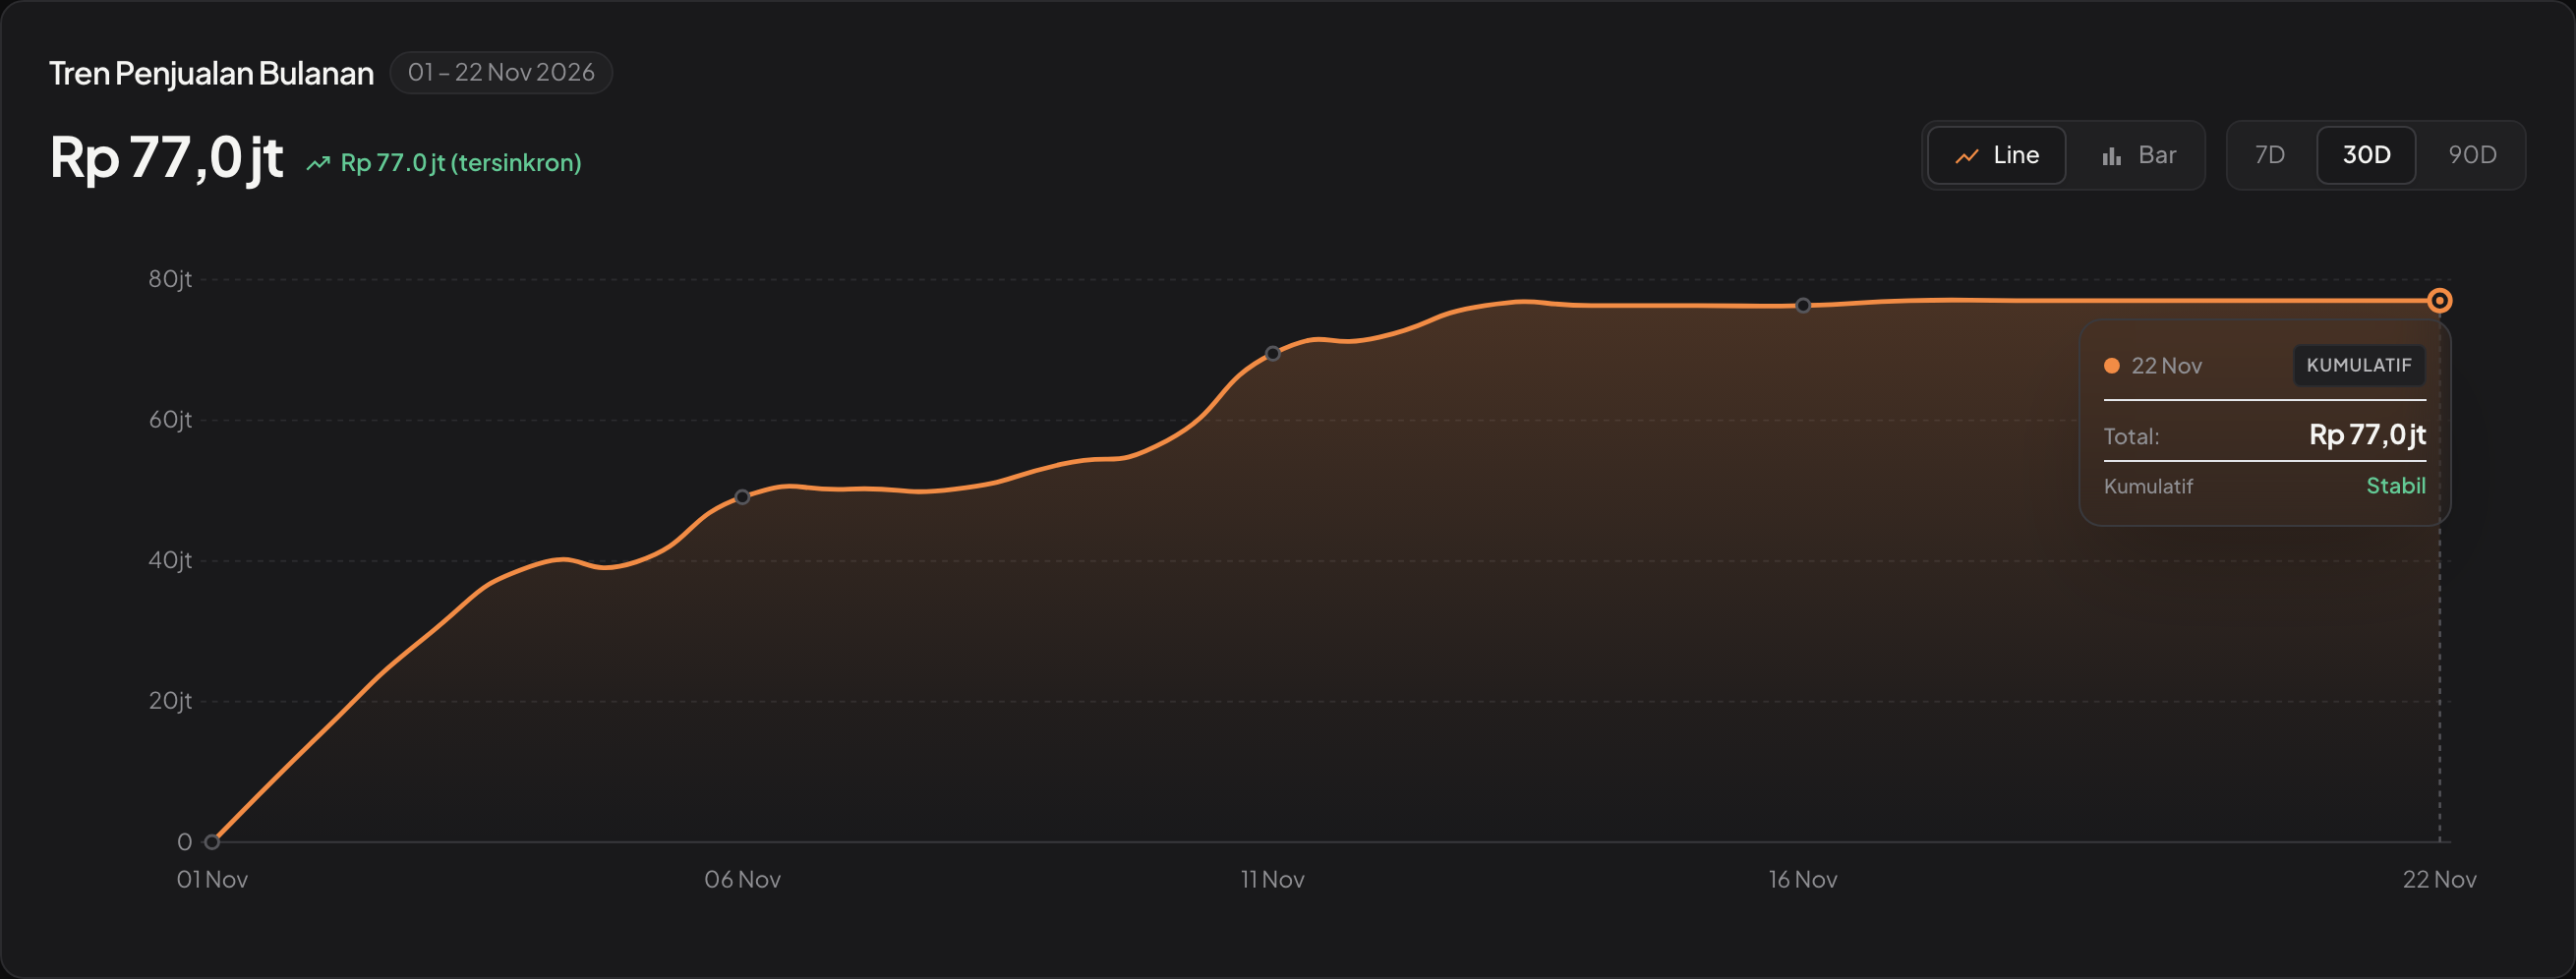 Tren Penjualan Bulanan
01 – 22 Nov 2026
Rp 77,0 jt
Rp 77.0 jt (tersinkron)
Line
Bar
7D
30D
90D
80jt
60jt
40jt
20jt
0
22 Nov
KUMULATIF
Total:
Rp 77,0 jt
Kumulatif
Stabil
01 Nov
06 Nov
11 Nov
16 Nov
22 Nov